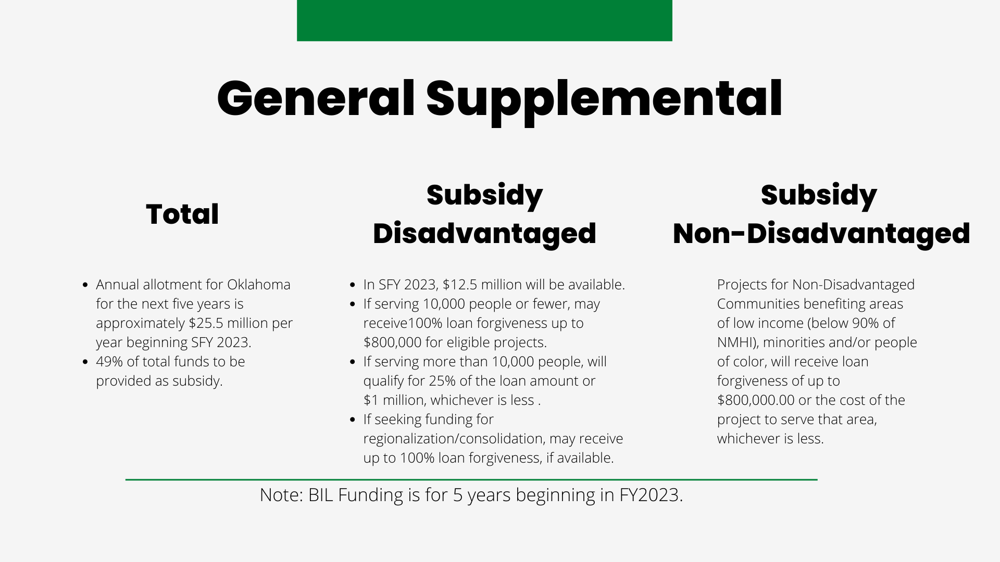 General Supplemental
Total
• Annual allotment for Oklahoma
for the next five years is
approximately $25.5 million per
year beginning SFY 2023.
• 49% of total funds to be
provided as subsidy.
Subsidy
Disadvantaged
• In SFY 2023, $12.5 million will be available.
• If serving 10,000 people or fewer, may
receive100% loan forgiveness up to
$800,000 for eligible projects.
• If serving more than 10,000 people, will
qualify for 25% of the loan amount or
$1 million, whichever is less .
• If seeking funding for
regionalization/consolidation, may receive
up to 100% loan forgiveness, if available.
Subsidy
Non-Disadvantaged
Projects for Non-Disadvantaged
Communities benefiting areas
of low income (below 90% of
NMHI), minorities and/or people
of color, will receive loan
forgiveness of up to
$800,000.00 or the cost of the
project to serve that area,
whichever is less.
Note: BIL Funding is for 5 years beginning in FY2023.